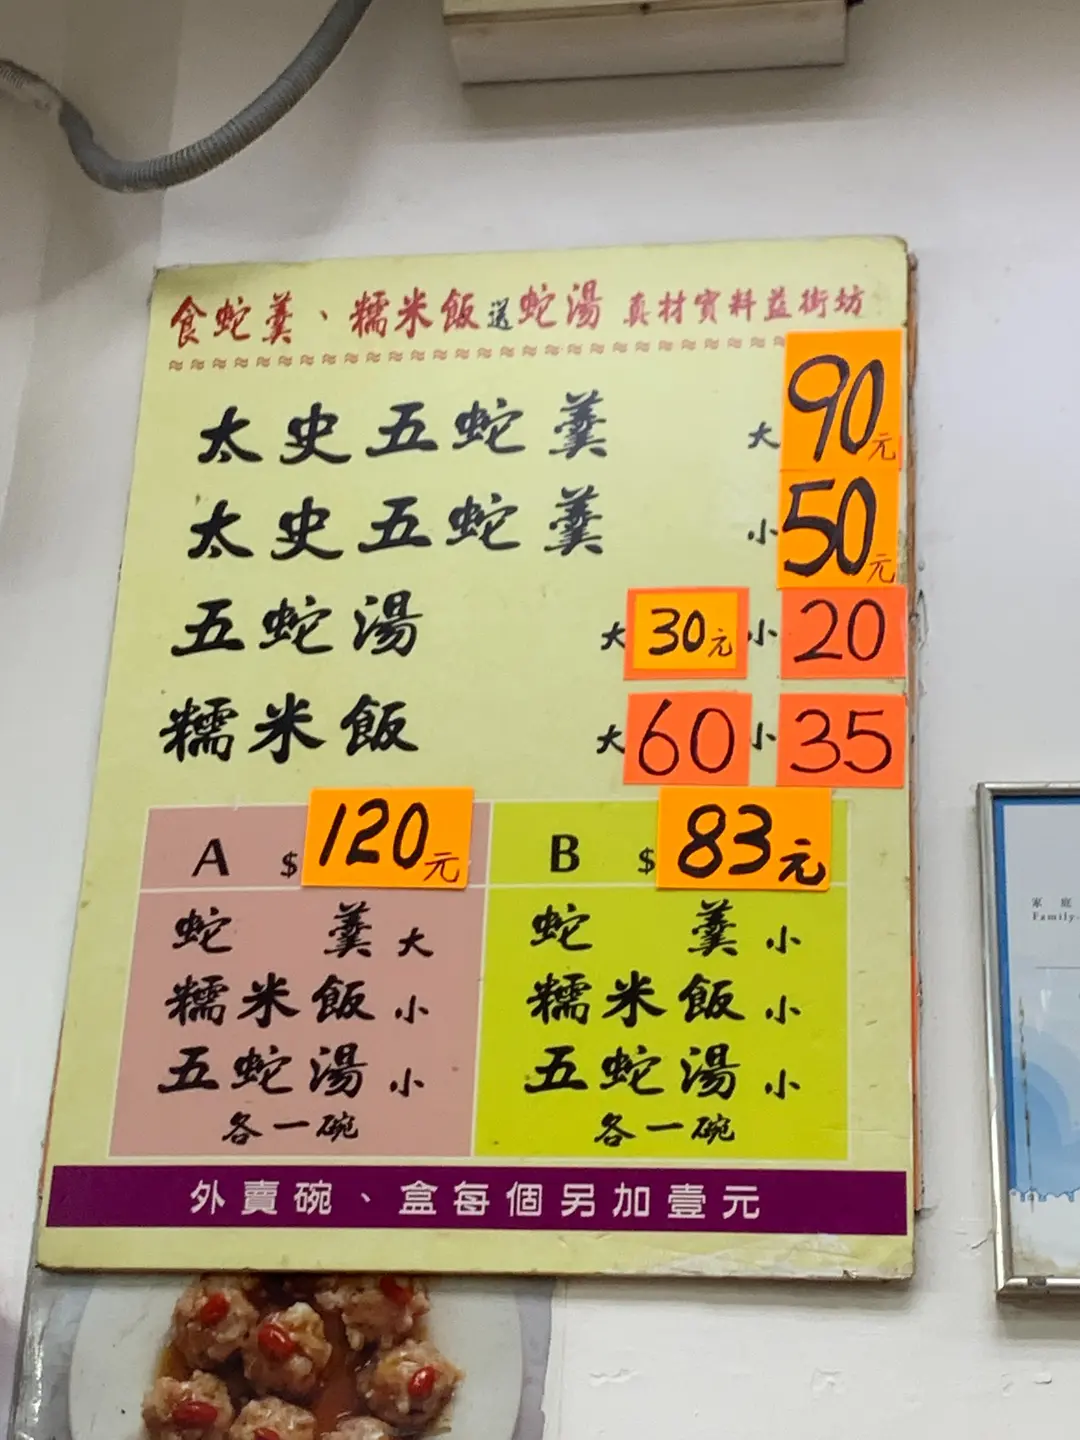 食蛇羹、糯米飯送蛇湯 真材實料益街坊
太史五蛇羹 大 90元
太史五蛇羹 小 50元
五蛇湯 大 30元 小 20
糯米飯 大 60 小 35
A $ 120元
蛇 羹 大
糯米飯 小
五蛇湯 小
各一碗
B $ 83元
蛇 羹 小
糯米飯 小
五蛇湯 小
各一碗
外賣碗、盒每個另加壹元
家 庭
Family-